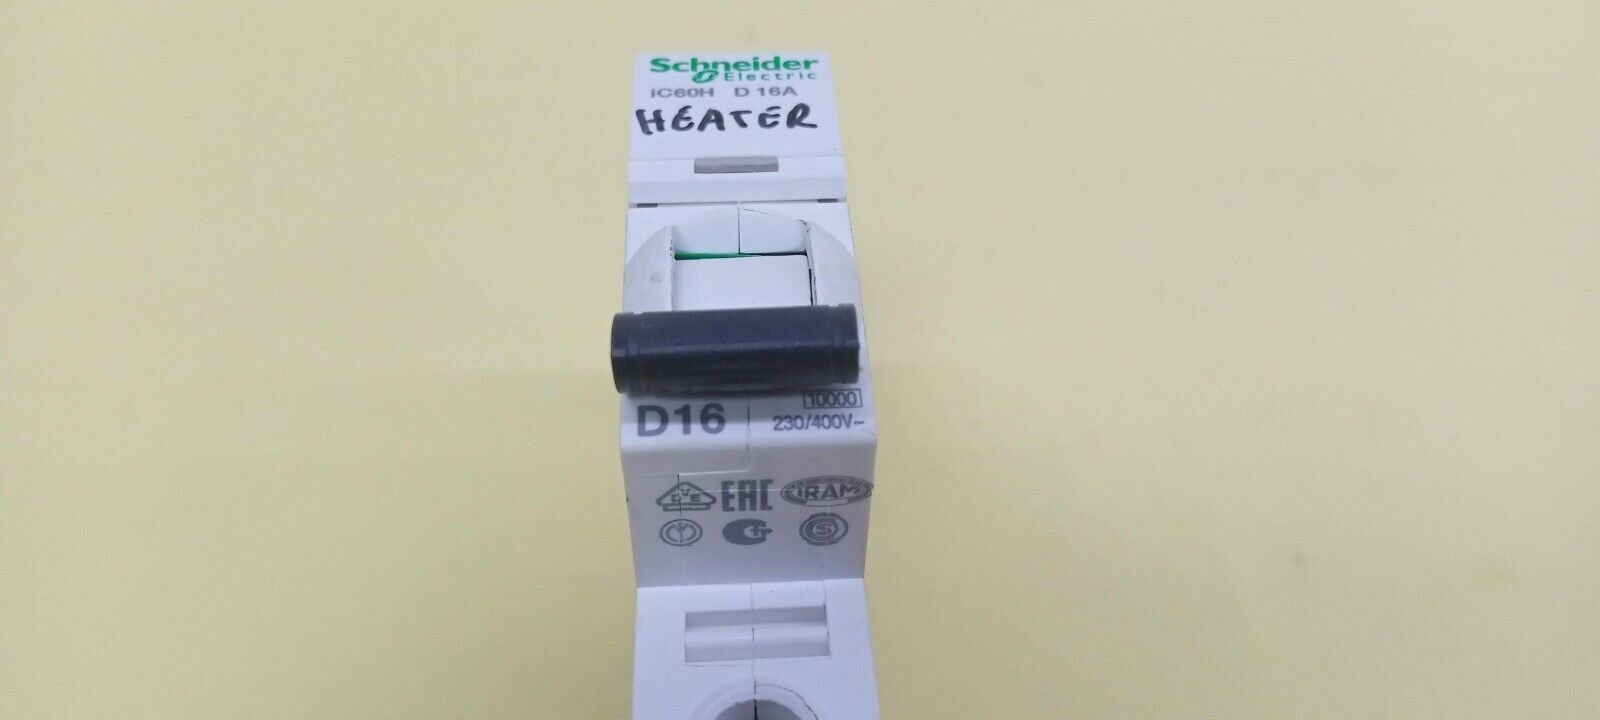 Schneider
Electric
iC60H D 16A
HEATER
D16
10000
230/400V~
EAC
IRAM
S